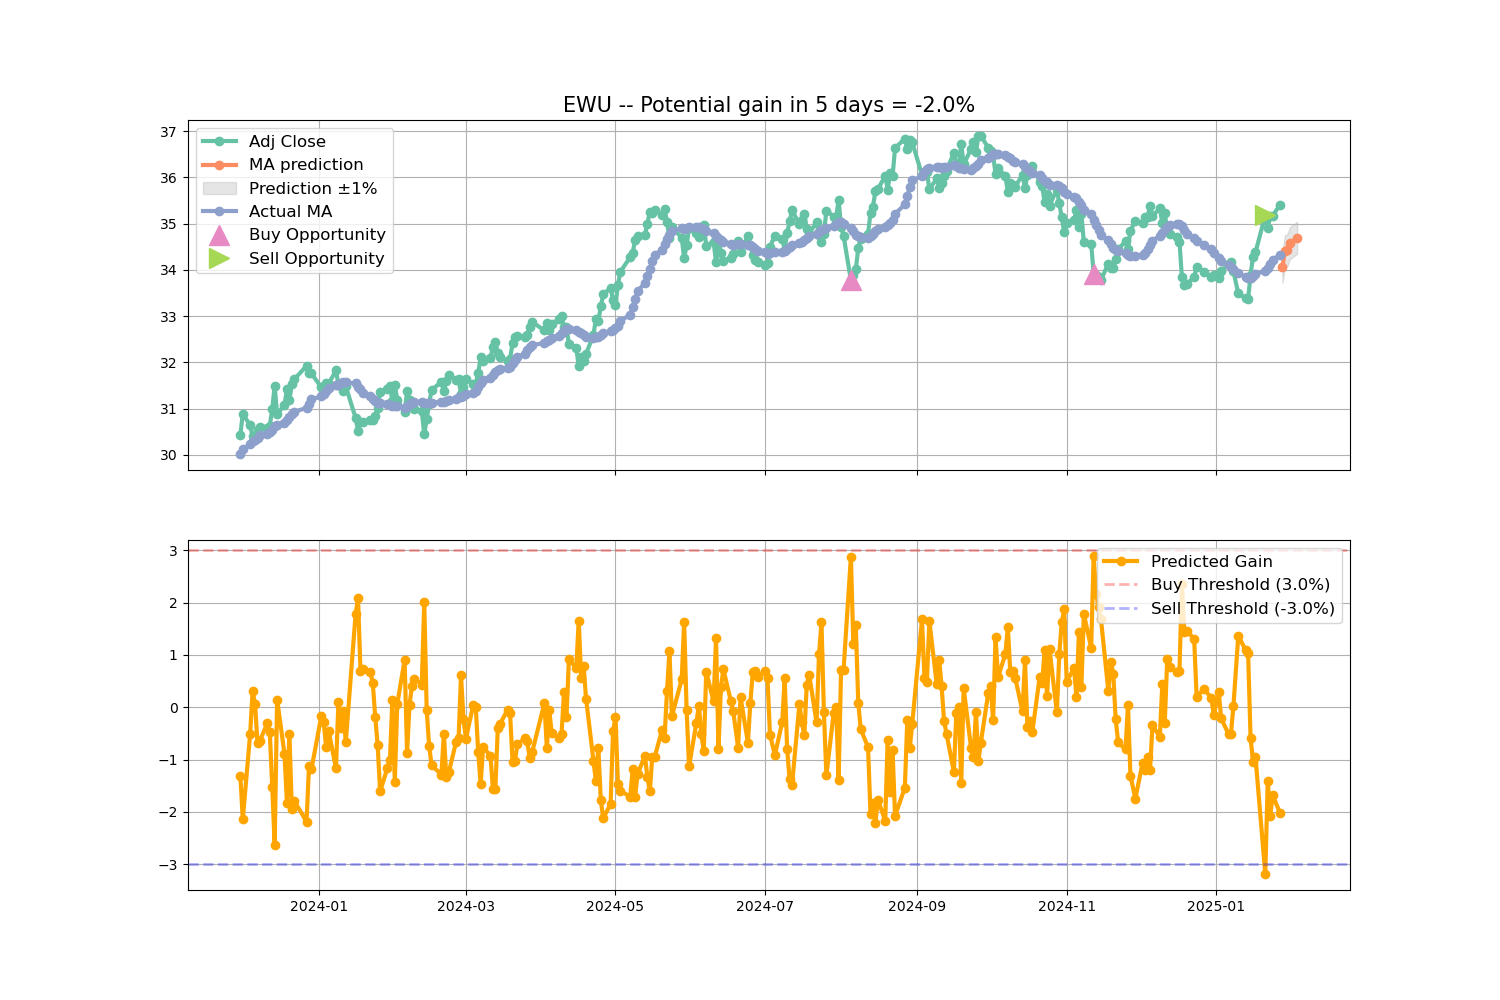 EWU -- Potential gain in 5 days = -2.0%
37
36
35
34
33
32
31
30
Adj Close
MA prediction
Prediction ±1%
Actual MA
Buy Opportunity
Sell Opportunity
3
2
1
0
−1
−2
−3
Predicted Gain
Buy Threshold (3.0%)
Sell Threshold (-3.0%)
2024-01 2024-03 2024-05 2024-07 2024-09 2024-11 2025-01